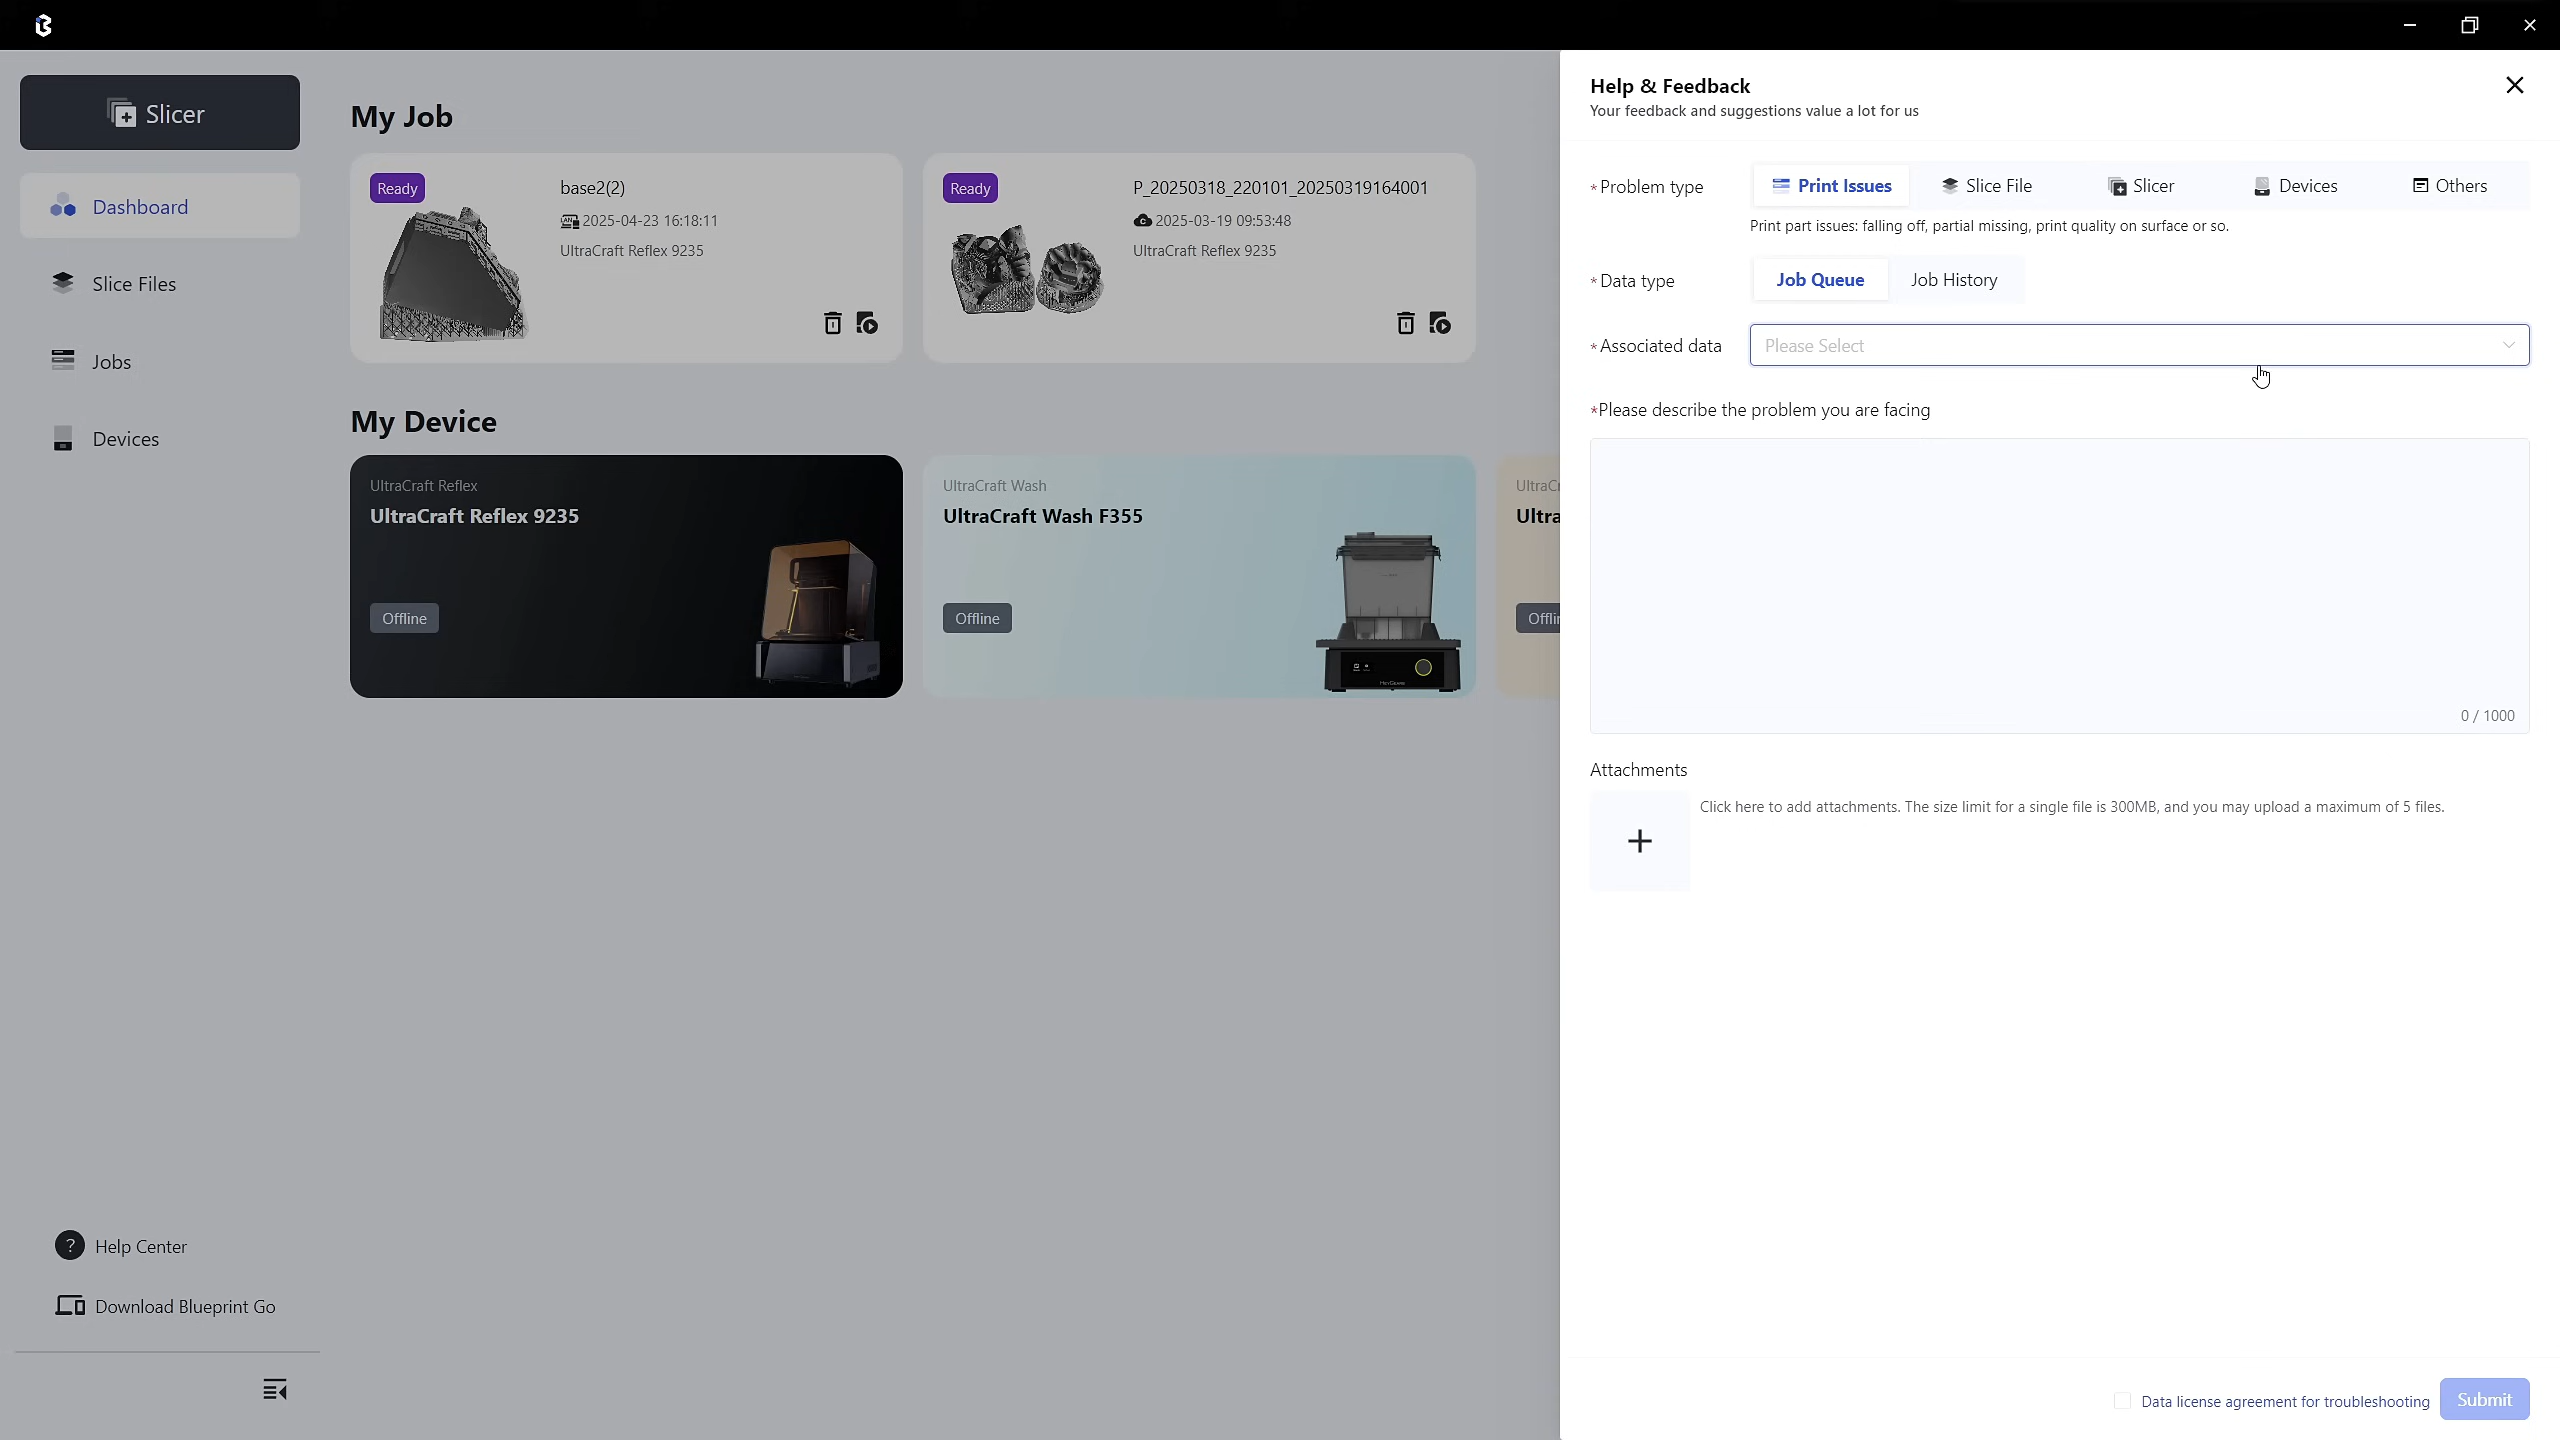 Slicer
Dashboard
Slice Files
Jobs
Devices
Help Center
Download Blueprint Go
My Job
Ready
base2(2)
2025-04-23 16:18:11
UltraCraft Reflex 9235
Ready
P_20250318_220101_20250319164001
2025-03-19 09:53:48
UltraCraft Reflex 9235
My Device
UltraCraft Reflex
UltraCraft Reflex 9235
Offline
UltraCraft Wash
UltraCraft Wash F355
Offline
HEYGEARS
UltraC
Ultra
Offli
Help & Feedback
Your feedback and suggestions value a lot for us
* Problem type
Print Issues
Slice File
Slicer
Devices
Others
Print part issues: falling off, partial missing, print quality on surface or so.
* Data type
Job Queue
Job History
* Associated data
Please Select
*Please describe the problem you are facing
0 / 1000
Attachments
Click here to add attachments. The size limit for a single file is 300MB, and you may upload a maximum of 5 files.
+
Data license agreement for troubleshooting
Submit